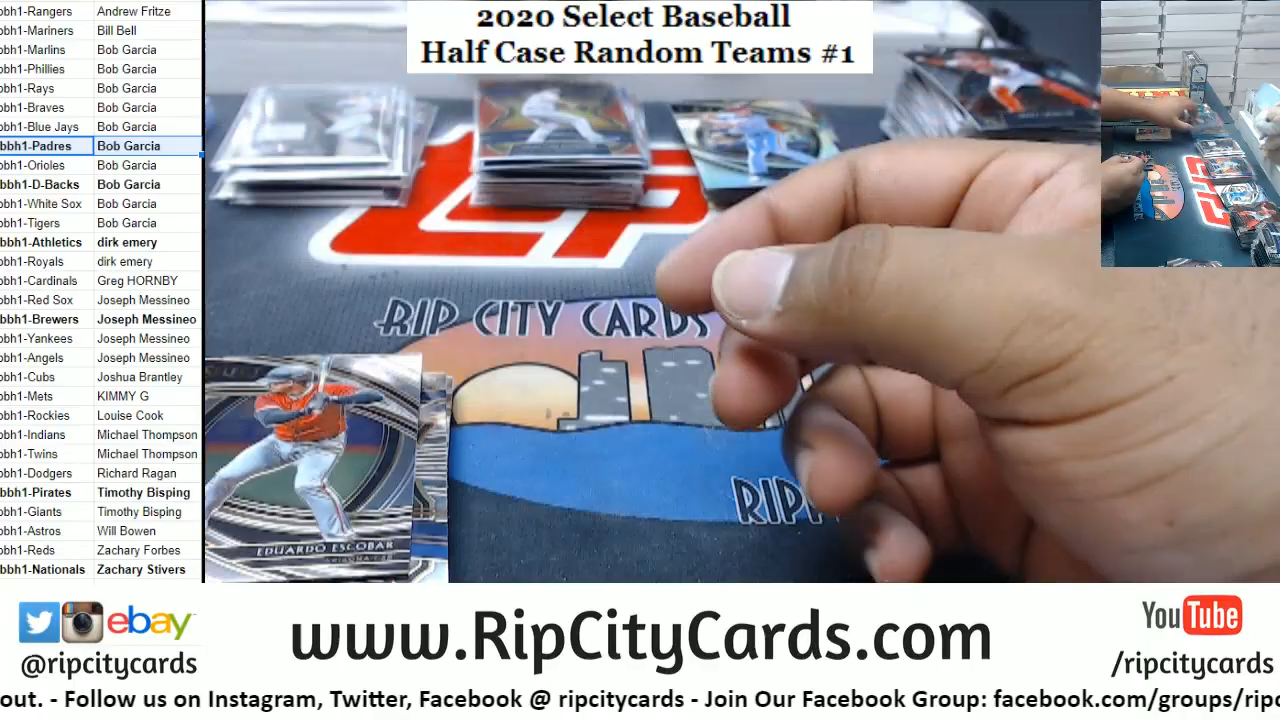 bbh1-Rangers Andrew Fritze
bbh1-Mariners Bill Bell
bbh1-Marlins Bob Garcia
bbh1-Phillies Bob Garcia
bbh1-Rays Bob Garcia
bbh1-Braves Bob Garcia
bbh1-Blue Jays Bob Garcia
bbh1-Padres Bob Garcia
bbh1-Orioles Bob Garcia
bbh1-D-Backs Bob Garcia
bbh1-White Sox Bob Garcia
bbh1-Tigers Bob Garcia
bbh1-Athletics dirk emery
bbh1-Royals dirk emery
bbh1-Cardinals Greg HORNBY
bbh1-Red Sox Joseph Messineo
bbh1-Brewers Joseph Messineo
bbh1-Yankees Joseph Messineo
bbh1-Angels Joseph Messineo
bbh1-Cubs Joshua Brantley
bbh1-Mets KIMMY G
bbh1-Rockies Louise Cook
bbh1-Indians Michael Thompson
bbh1-Twins Michael Thompson
bbh1-Dodgers Richard Ragan
bbh1-Pirates Timothy Bisping
bbh1-Giants Timothy Bisping
bbh1-Astros Will Bowen
bbh1-Reds Zachary Forbes
bbh1-Nationals Zachary Stivers
2020 Select Baseball
Half Case Random Teams #1
RIP CITY CARDS
RIPP
EDUARDO ESCOBAR
ebay
@ripcitycards
www.RipCityCards.com
YouTube
/ripcitycards
out. - Follow us on Instagram, Twitter, Facebook @ ripcitycards - Join Our Facebook Group: facebook.com/groups/ripc